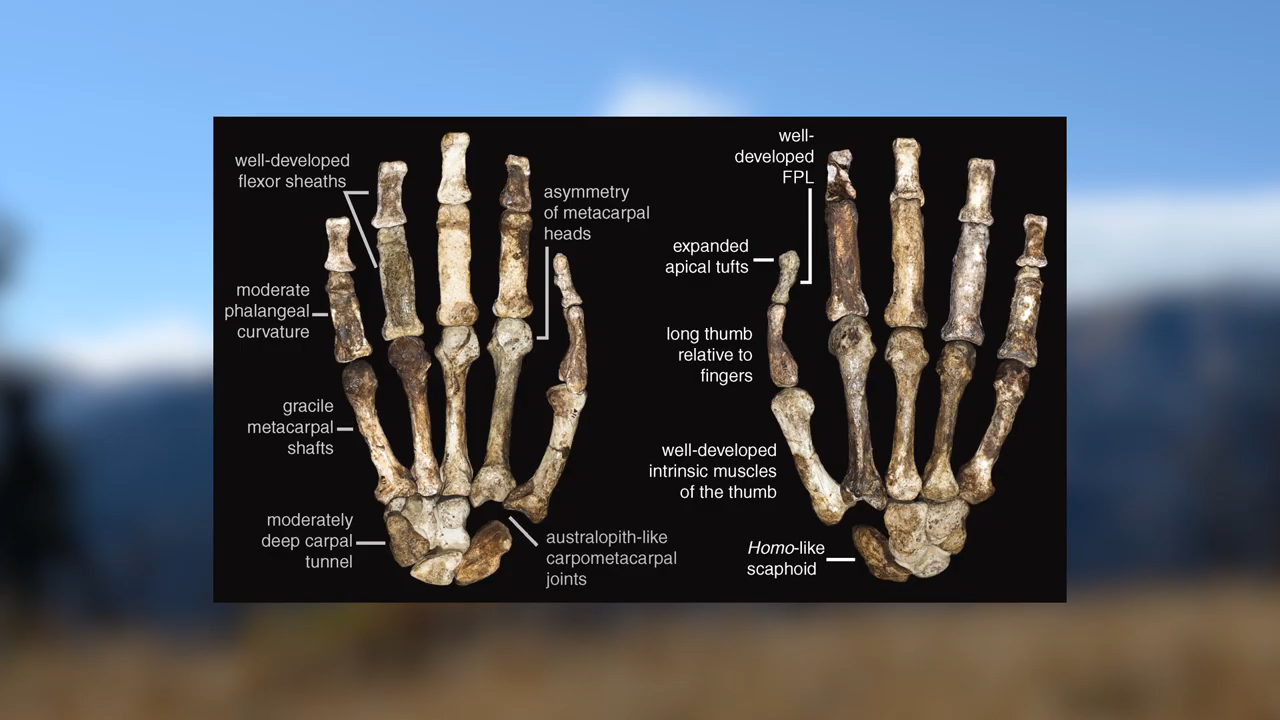 well-developed
flexor sheaths
moderate
phalangeal
curvature
gracile
metacarpal
shafts
moderately
deep carpal
tunnel
asymmetry
of metacarpal
heads
australopith-like
carpometacarpal
joints
well-
developed
FPL
expanded
apical tufts
long thumb
relative to
fingers
well-developed
intrinsic muscles
of the thumb
Homo-like
scaphoid